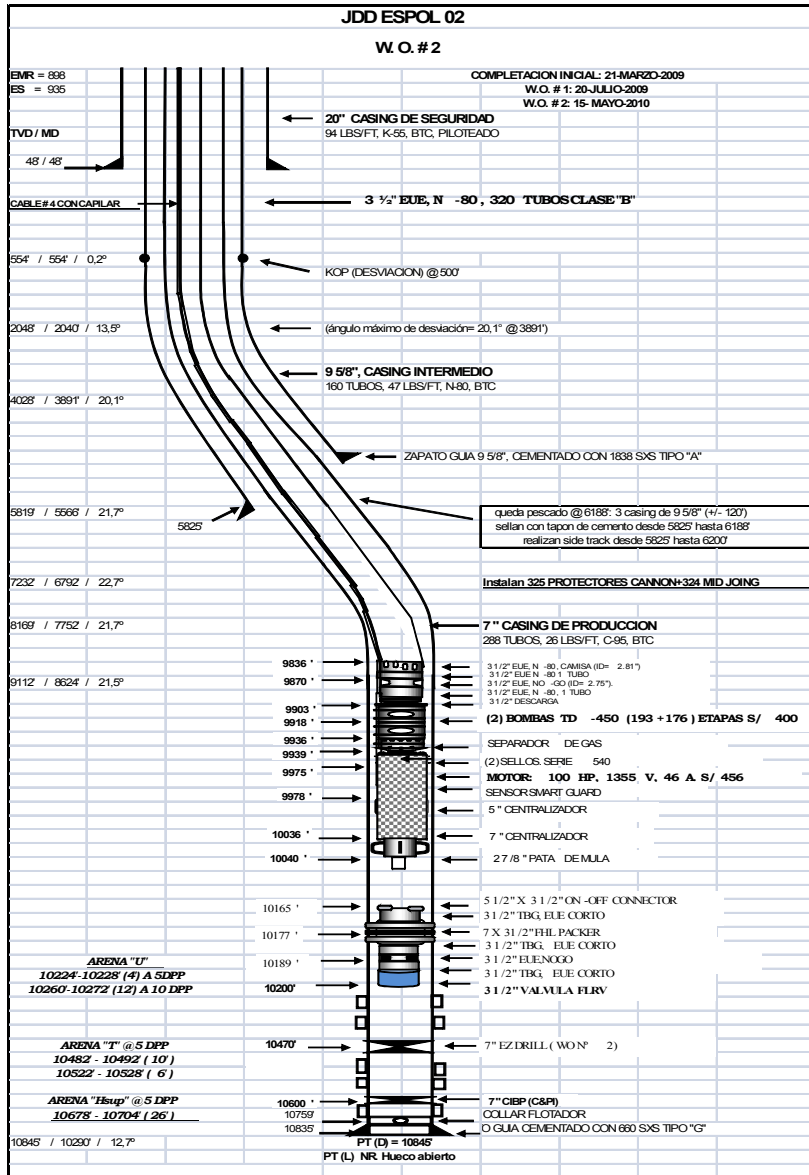 JDD ESPOL 02
W. O. # 2
EMR = 898
ES = 935
COMPLETACION INICIAL: 21-MARZO-2009
W.O. # 1: 20-JULIO-2009
W.O. # 2: 15- MAYO-2010
20" CASING DE SEGURIDAD
94 LBS/FT, K-55, BTC, PILOTEADO
TVD / MD
48' / 48'
CABLE # 4 CON CAPILAR
3 ½" EUE, N -80 , 320 TUBOS CLASE "B"
554' / 554' / 0,2º
KOP (DESVIACION) @ 500'
2048' / 2040' / 13,5º
(ángulo máximo de desviación= 20,1° @ 3891')
9 5/8", CASING INTERMEDIO
160 TUBOS, 47 LBS/FT, N-80, BTC
4028' / 3891' / 20,1º
ZAPATO GUIA 9 5/8", CEMENTADO CON 1838 SXS TIPO "A"
5819' / 5566' / 21,7º
5825'
queda pescado @ 6188': 3 casing de 9 5/8" (+/- 120')
sellan con tapon de cemento desde 5825' hasta 6188'
realizan side track desde 5825' hasta 6200'
7232' / 6792' / 22,7º
Instalan 325 PROTECTORES CANNON+324 MID JOING
8169' / 7752' / 21,7º
7" CASING DE PRODUCCION
288 TUBOS, 26 LBS/FT, C-95, BTC
9836 '
3 1/2" EUE, N -80, CAMISA (ID= 2.81")
3 1/2" EUE N -80 1 TUBO
9870 '
9112' / 8624' / 21,5º
3 1/2" EUE, NO -GO (ID= 2.75").
3 1/2" EUE, N -80, 1 TUBO
3 1/2" DESCARGA
9903 '
9918 '
(2) BOMBAS TD -450 (193 + 176 ) ETAPAS S/ 400
9936 '
SEPARADOR DE GAS
9939 '
(2) SELLOS. SERIE 540
9975 '
MOTOR: 100 HP, 1355 V, 46 A. S/ 456
SENSOR SMART GUARD
9978 '
5 " CENTRALIZADOR
10036 '
7 " CENTRALIZADOR
10040 '
2 7/8 " PATA DE MULA
5 1/2" X 3 1/2" ON -OFF CONNECTOR
10165 '
3 1/2" TBG, EUE CORTO
10177 '
7 X 3 1/2" FHL PACKER
3 1/2" TBG, EUE CORTO
ARENA "U"
10189 '
3 1/2" EUE,NOGO
10224'-10228' (4) A 5DPP
3 1/2" TBG, EUE CORTO
10260'-10272' (12) A 10 DPP
10200'
3 1/2" VALVULA FLRV
ARENA "T" @ 5 DPP
10470'
7" EZ DRILL ( WO Nº 2)
10482' - 10492' ( 10')
10522' - 10528' ( 6')
ARENA "Hsup" @ 5 DPP
10600 '
7" CIBP (C&PI)
10678 - 10704' ( 26')
10759'
COLLAR FLOTADOR
10835'
O GUIA CEMENTADO CON 660 SXS TIPO "G"
10845' / 10290' / 12,7º
PT (D) = 10845'
PT (L) NR. Hueco abierto